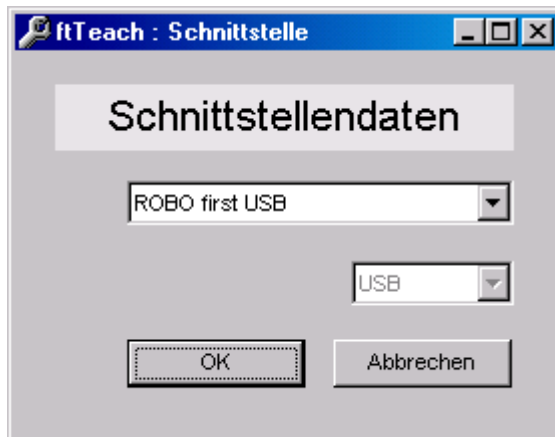 ftTeach : Schnittstelle
Schnittstellendaten
ROBO first USB
USB
OK
Abbrechen